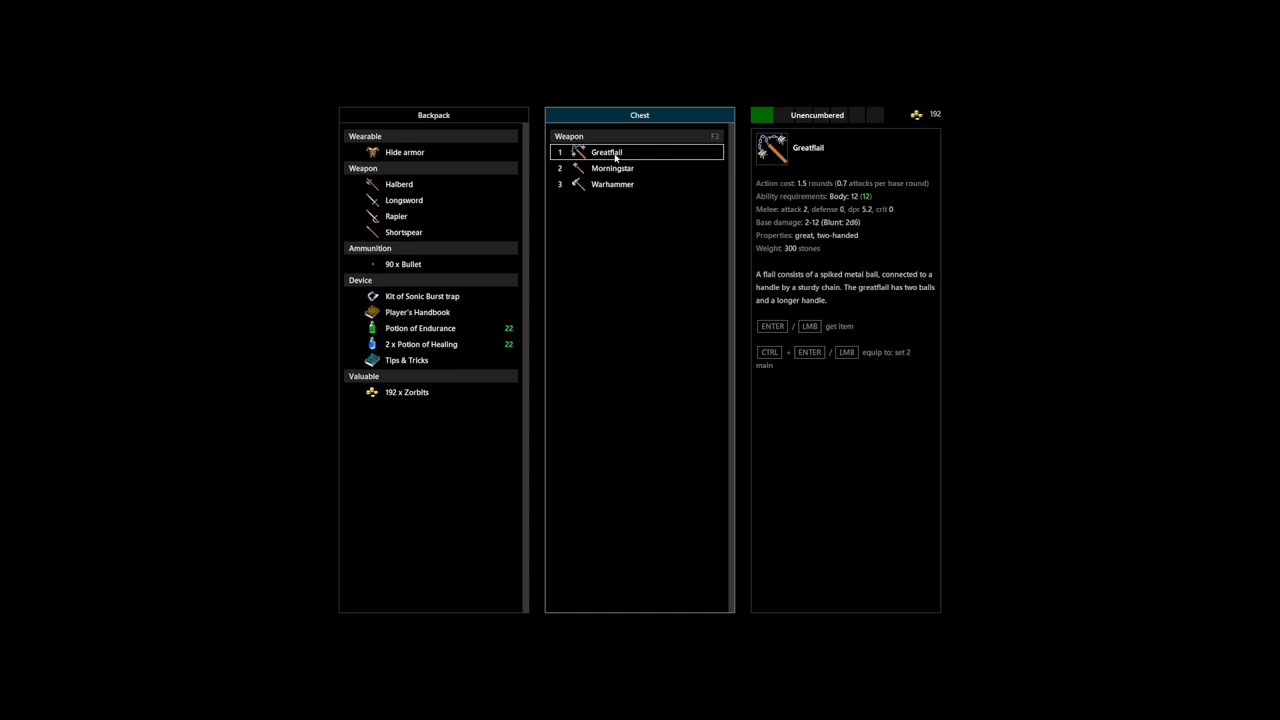 Backpack
Wearable
Hide armor
Weapon
Halberd
Longsword
Rapier
Shortspear
Ammunition
90 x Bullet
Device
Kit of Sonic Burst trap
Player's Handbook
Potion of Endurance 22
2 x Potion of Healing 22
Tips & Tricks
Valuable
192 x Zorbits
Chest
Weapon F3
1 Greatflail
2 Morningstar
3 Warhammer
Unencumbered 192
Greatflail
Action cost: 1.5 rounds (0.7 attacks per base round)
Ability requirements: Body: 12 (12)
Melee: attack 2, defense 0, dpr 5.2, crit 0
Base damage: 2-12 (Blunt: 2d6)
Properties: great, two-handed
Weight: 300 stones
A flail consists of a spiked metal ball, connected to a
handle by a sturdy chain. The greatflail has two balls
and a longer handle.
ENTER / LMB get item
CTRL + ENTER / LMB equip to: set 2
main